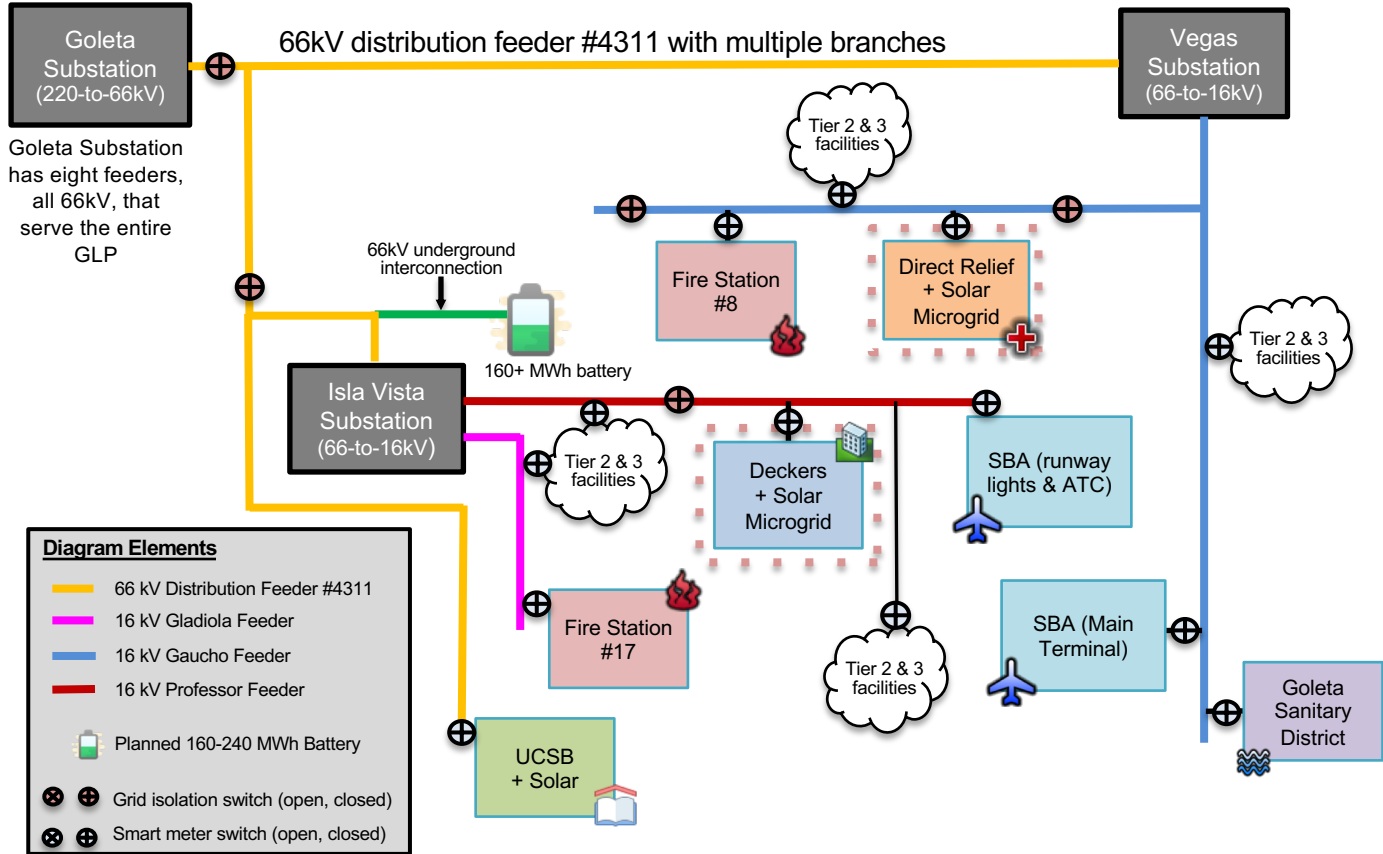 Goleta
Substation
(220-to-66kV)
66kV distribution feeder #4311 with multiple branches
Vegas
Substation
(66-to-16kV)
Goleta Substation
has eight feeders,
all 66kV, that
serve the entire
GLP
Tier 2 & 3
facilities
66kV underground
interconnection
Fire Station
#8
Direct Relief
+ Solar
Microgrid
Tier 2 & 3
facilities
160+ MWh battery
Isla Vista
Substation
(66-to-16kV)
Tier 2 & 3
facilities
Deckers
+ Solar
Microgrid
SBA (runway
lights & ATC)
Fire Station
#17
Tier 2 & 3
facilities
SBA (Main
Terminal)
Goleta
Sanitary
District
UCSB
+ Solar
Diagram Elements
66 kV Distribution Feeder #4311
16 kV Gladiola Feeder
16 kV Gaucho Feeder
16 kV Professor Feeder
Planned 160-240 MWh Battery
Grid isolation switch (open, closed)
Smart meter switch (open, closed)